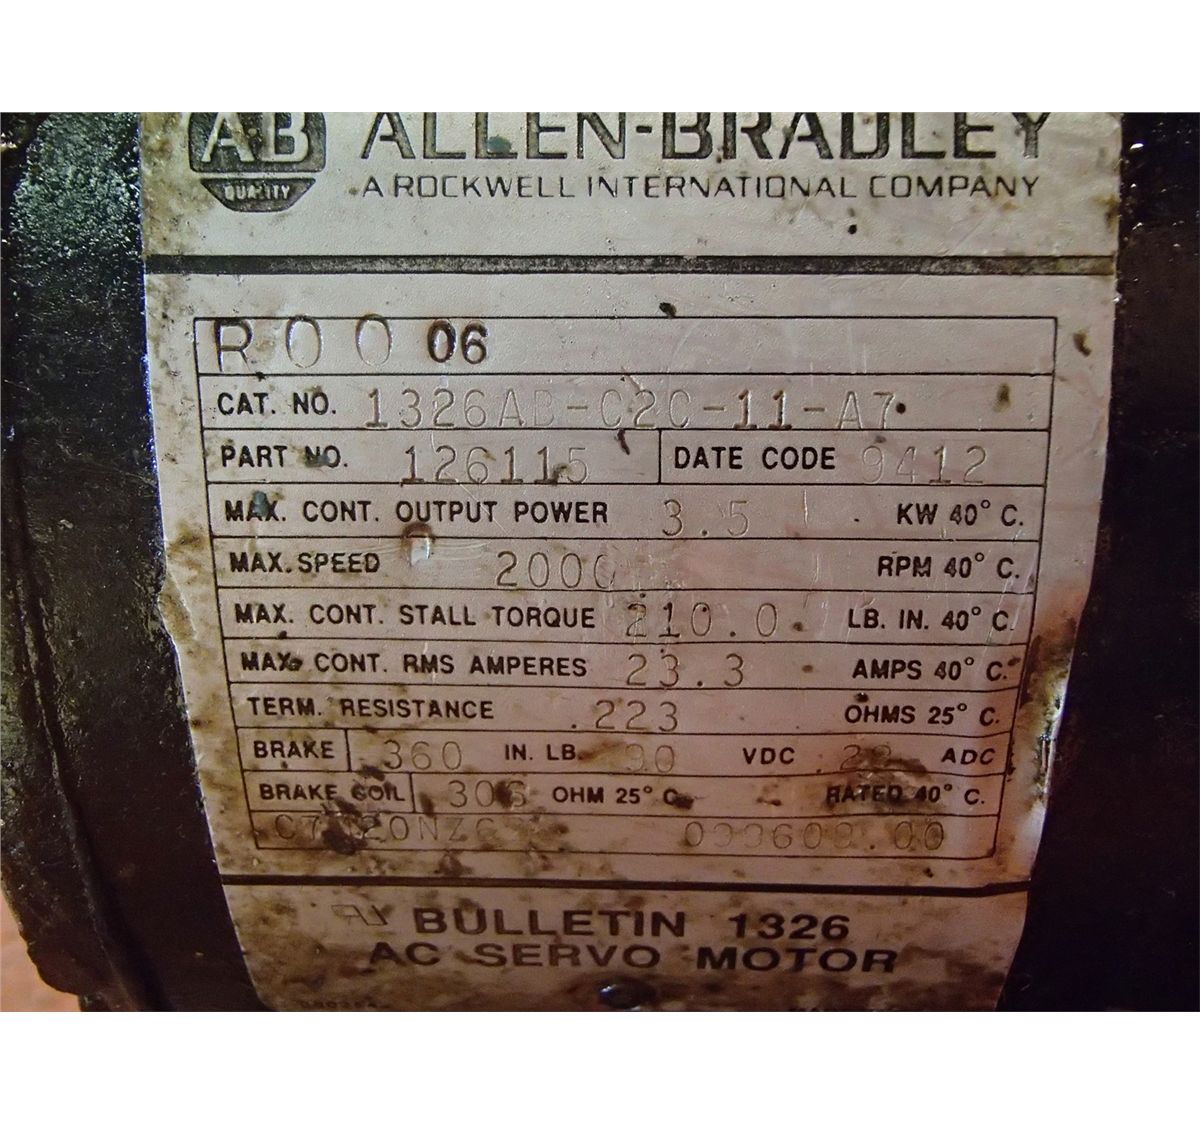 AB ALLEN-BRADLEY
QUALITY A ROCKWELL INTERNATIONAL COMPANY
R00 06
CAT. NO. 1326AB-C2C-11-A7
PART NO. 126115 DATE CODE 9412
MAX. CONT. OUTPUT POWER 3.5 KW 40° C.
MAX. SPEED 2000 RPM 40° C.
MAX. CONT. STALL TORQUE 210.0 LB. IN. 40° C.
MAX. CONT. RMS AMPERES 23.3 AMPS 40° C.
TERM. RESISTANCE .223 OHMS 25° C.
BRAKE 360 IN. LB. 90 VDC ADC
BRAKE COIL 306 OHM 25° C. RATED 40° C.
BULLETIN 1326
AC SERVO MOTOR